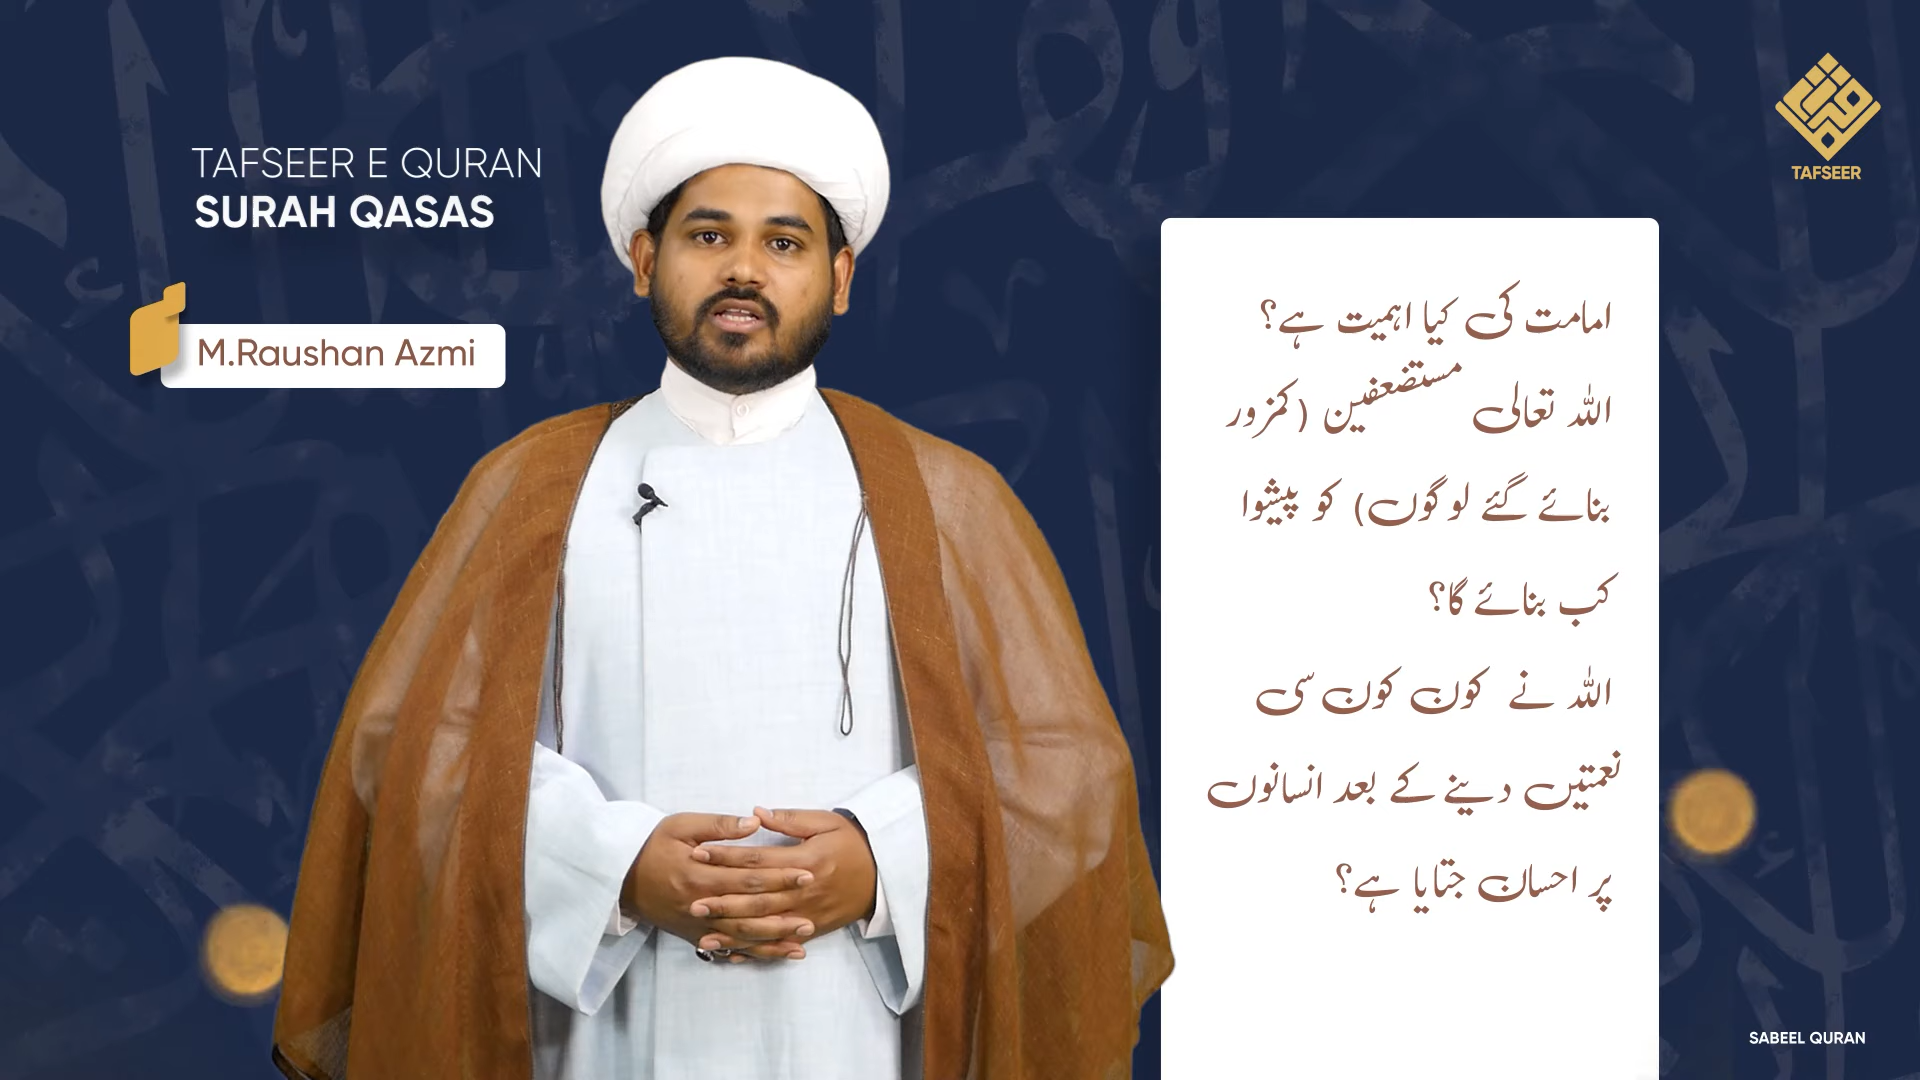 TAFSEER E QURAN
SURAH QASAS
M.Raushan Azmi
TAFSEER
امامت کی کیا اہمیت ہے؟
اللہ تعالی مستضعفین (کمزور
بنائے گئے لوگوں) کو پیشوا
کب بنائے گا؟
اللہ نے کون کون سی
نعمتیں دینے کے بعد انسانوں
پر احسان جتایا ہے؟
SABEEL QURAN